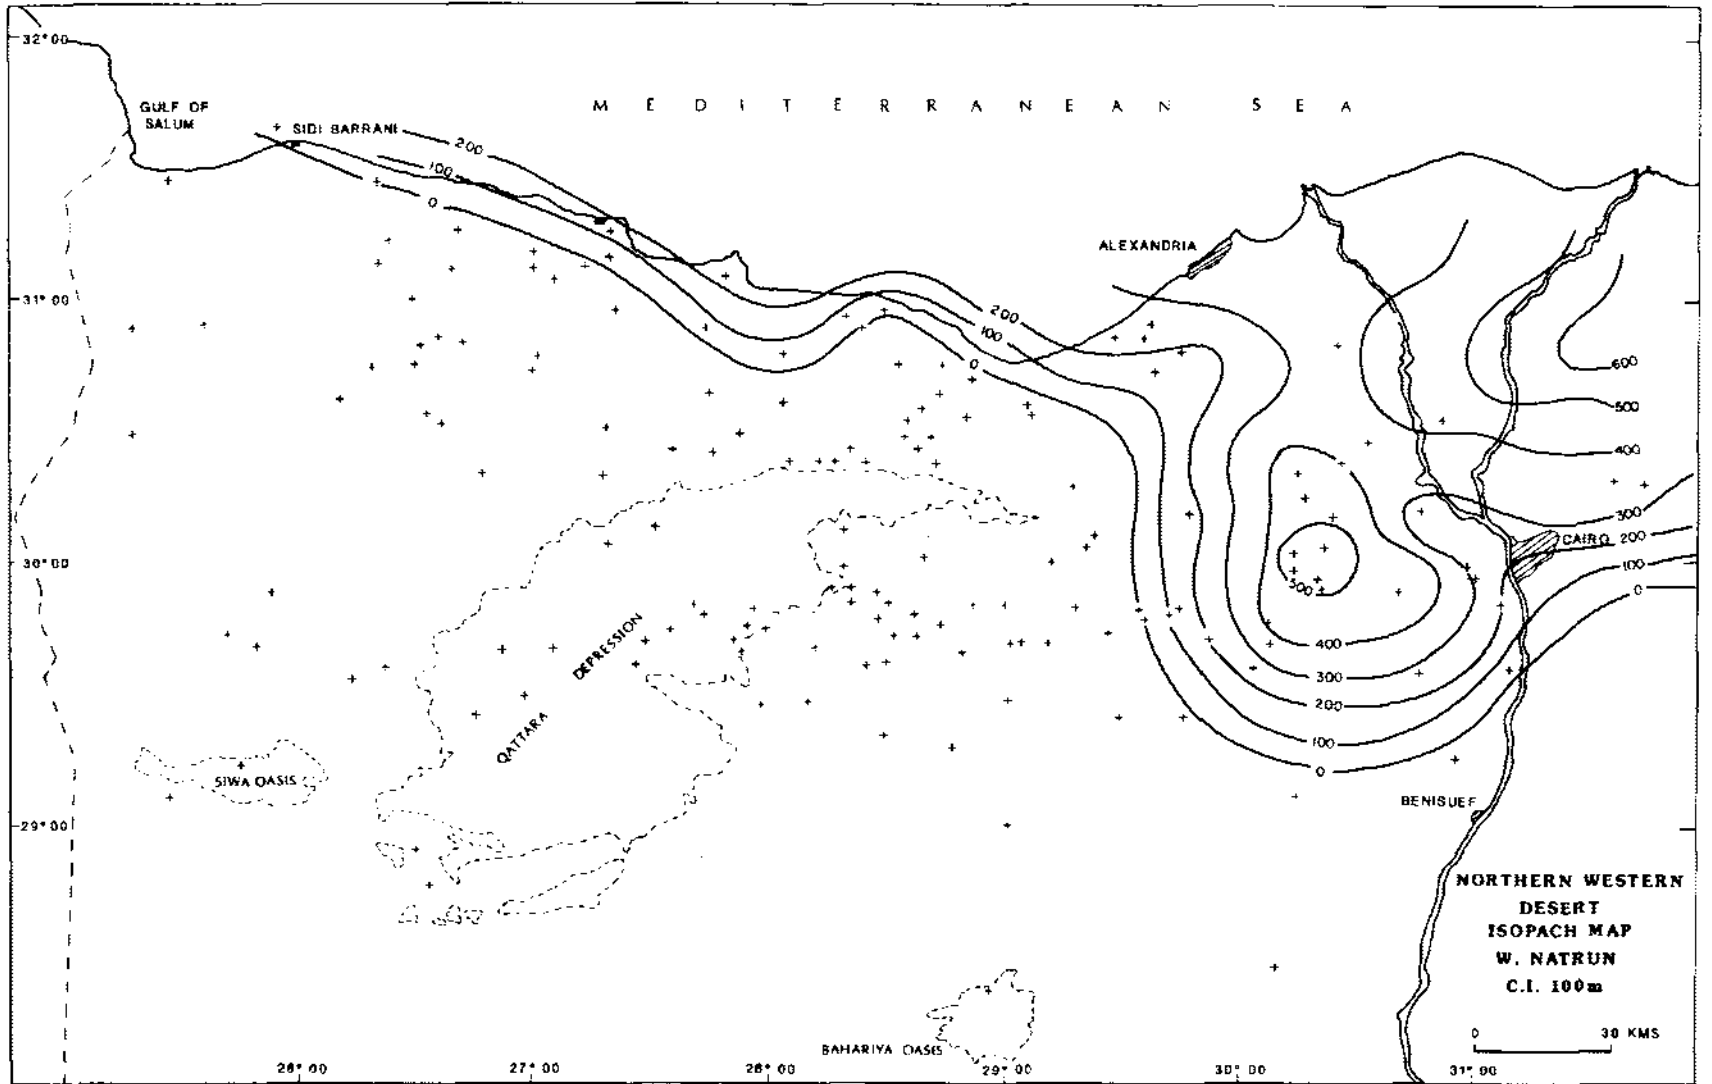 32°00
GULF OF
SALUM
SIDI BARRANI
MEDITERRANEAN SEA
200
100
0
ALEXANDRIA
31°00
200
100
0
600
500
400
300
CAIRO
200
100
0
30°00
500
400
300
200
100
0
QATTARA DEPRESSION
SIWA OASIS
BENISUEF
29°00
NORTHERN WESTERN
DESERT
ISOPACH MAP
W. NATRUN
C.I. 100m
0 30 KMS
BAHARIYA OASIS
26°00 27°00 28°00 29°00 30°00 31°00